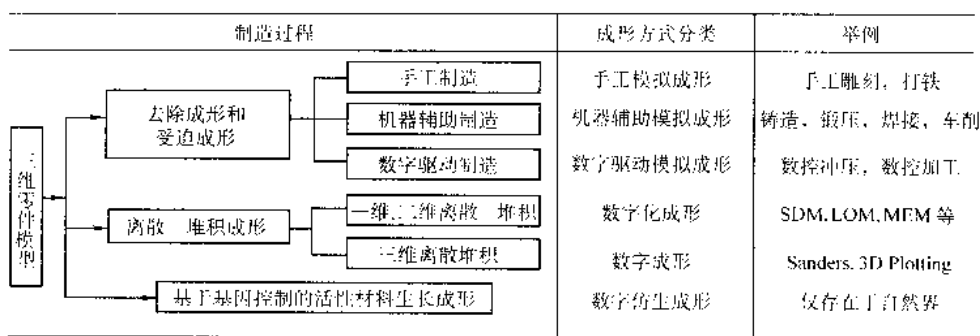 制造过程 成形方式分类 举例
手工制造 手工模拟成形 手工雕刻，打铁
去除成形和
受迫成形
机器辅助制造 机器辅助模拟成形 铸造、锻压、焊接、车削
数字驱动制造 数字驱动模拟成形 数控冲压，数控加工
三维零件模型
一维、二维离散 堆积 数字化成形 SDM, LOM, MEM 等
离散 堆积成形
三维离散堆积 数字成形 Sanders, 3D Plotting
基于基因控制的活性材料生长成形 数字仿生成形 仅存在于自然界